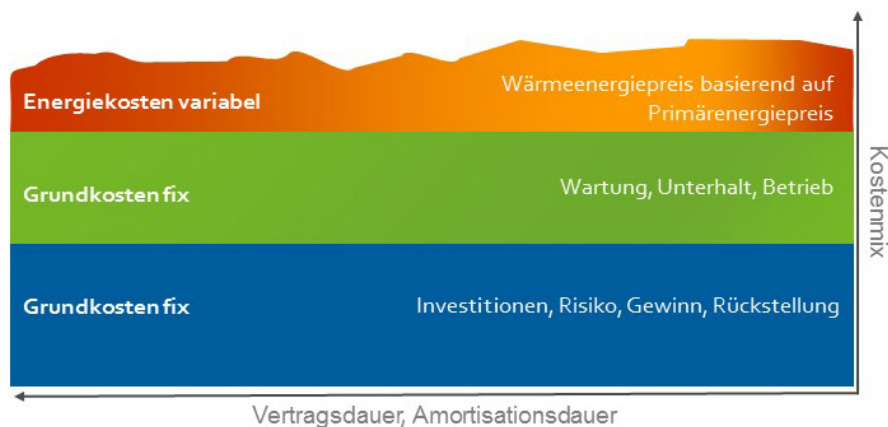 Energiekosten variabel
Wärmeenergiepreis basierend auf
Primärenergiepreis
Grundkosten fix
Wartung, Unterhalt, Betrieb
Grundkosten fix
Investitionen, Risiko, Gewinn, Rückstellung
Kostenmix
Vertragsdauer, Amortisationsdauer